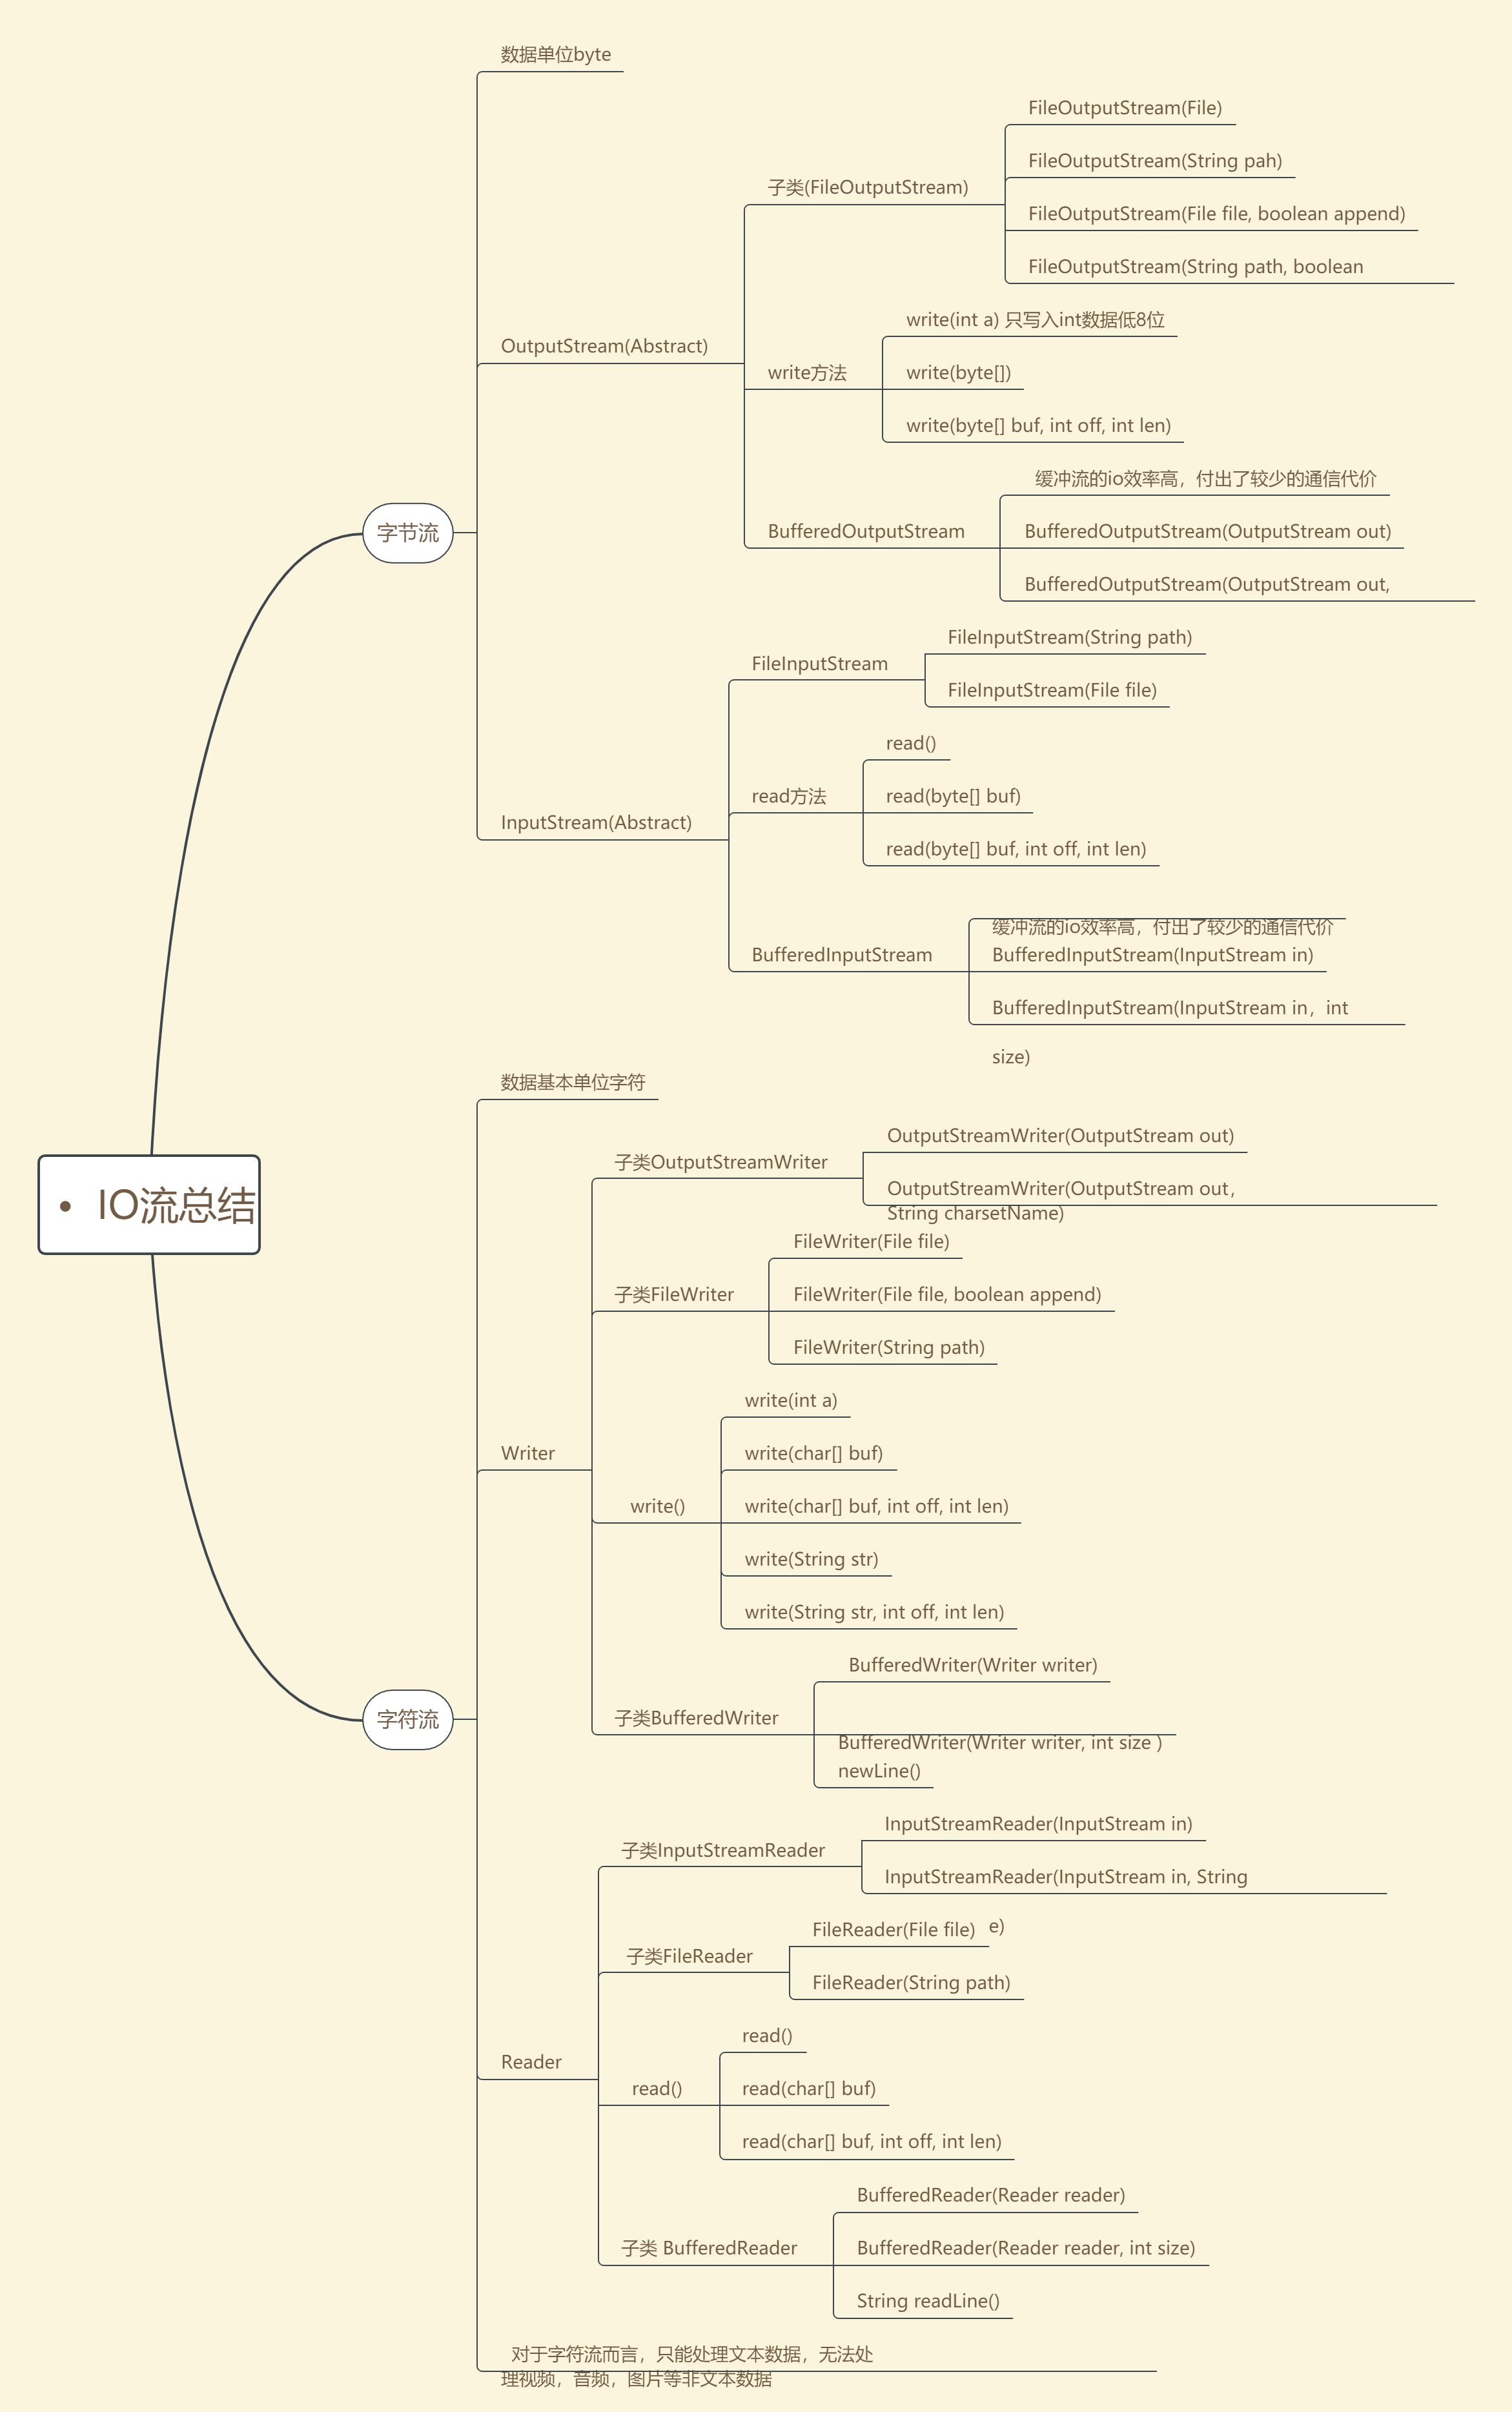 数据单位byte
FileOutputStream(File)
FileOutputStream(String pah)
子类(FileOutputStream)
FileOutputStream(File file, boolean append)
FileOutputStream(String path, boolean
write(int a) 只写入int数据低8位
OutputStream(Abstract)
write方法
write(byte[])
write(byte[] buf, int off, int len)
缓冲流的io效率高，付出了较少的通信代价
字节流
BufferedOutputStream
BufferedOutputStream(OutputStream out)
BufferedOutputStream(OutputStream out,
FileInputStream(String path)
FileInputStream
FileInputStream(File file)
read()
read方法
read(byte[] buf)
InputStream(Abstract)
read(byte[] buf, int off, int len)
缓冲流的io效率高，付出了较少的通信代价
BufferedInputStream
BufferedInputStream(InputStream in)
BufferedInputStream(InputStream in，int
size)
数据基本单位字符
OutputStreamWriter(OutputStream out)
子类OutputStreamWriter
OutputStreamWriter(OutputStream out，
String charsetName)
• IO流总结
FileWriter(File file)
子类FileWriter
FileWriter(File file, boolean append)
FileWriter(String path)
write(int a)
Writer
write(char[] buf)
write()
write(char[] buf, int off, int len)
write(String str)
write(String str, int off, int len)
BufferedWriter(Writer writer)
字符流
子类BufferedWriter
BufferedWriter(Writer writer, int size )
newLine()
InputStreamReader(InputStream in)
子类InputStreamReader
InputStreamReader(InputStream in, String
e)
FileReader(File file)
子类FileReader
FileReader(String path)
read()
Reader
read()
read(char[] buf)
read(char[] buf, int off, int len)
BufferedReader(Reader reader)
子类 BufferedReader
BufferedReader(Reader reader, int size)
String readLine()
对于字符流而言，只能处理文本数据，无法处
理视频，音频，图片等非文本数据